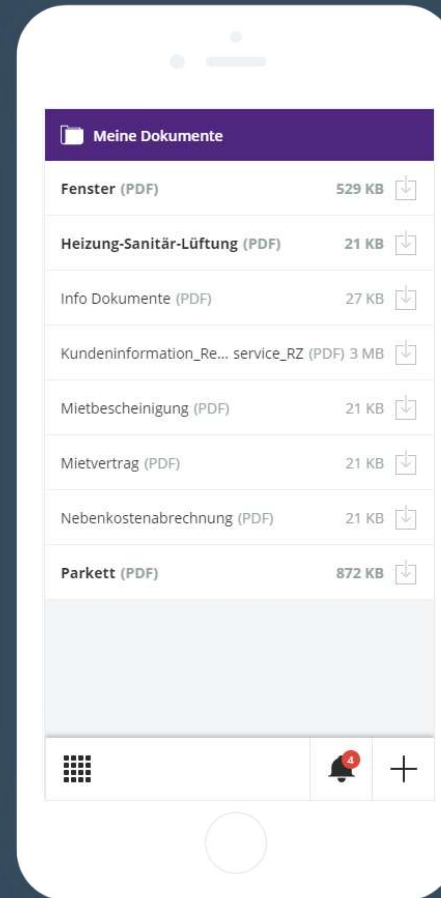 Meine Dokumente
Fenster (PDF) 529 KB
Heizung-Sanitär-Lüftung (PDF) 21 KB
Info Dokumente (PDF) 27 KB
Kundeninformation_Re... service_RZ (PDF) 3 MB
Mietbescheinigung (PDF) 21 KB
Mietvertrag (PDF) 21 KB
Nebenkostenabrechnung (PDF) 21 KB
Parkett (PDF) 872 KB
4